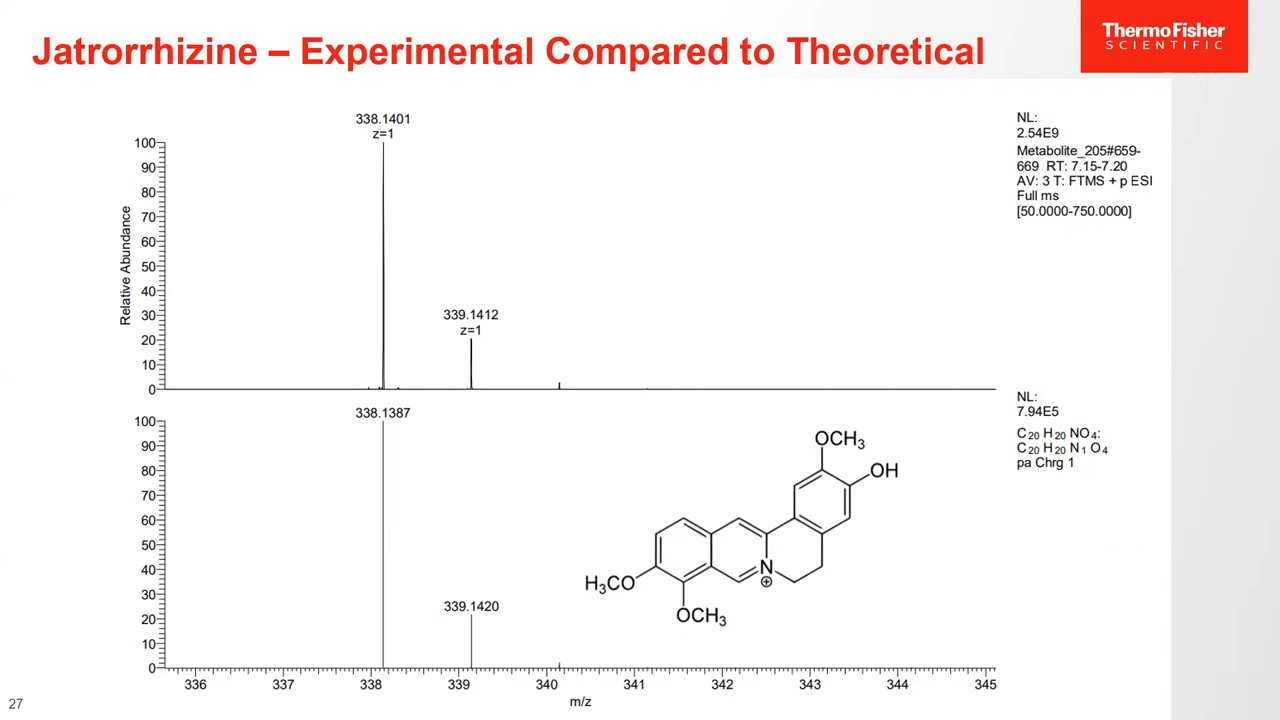 Jatrorrhizine – Experimental Compared to Theoretical
ThermoFisher
SCIENTIFIC
338.1401
z=1
339.1412
z=1
100
90
80
70
60
50
40
30
20
10
0
Relative Abundance
NL:
2.54E9
Metabolite_205#659-
669 RT: 7.15-7.20
AV: 3 T: FTMS + p ESI
Full ms
[50.0000-750.0000]
338.1387
339.1420
100
90
80
70
60
50
40
30
20
10
0
OCH3
OH
N
⊕
H3CO
OCH3
NL:
7.94E5
C20 H20 NO4:
C20 H20 N1 O4
pa Chrg 1
336 337 338 339 340 341 342 343 344 345
m/z
27